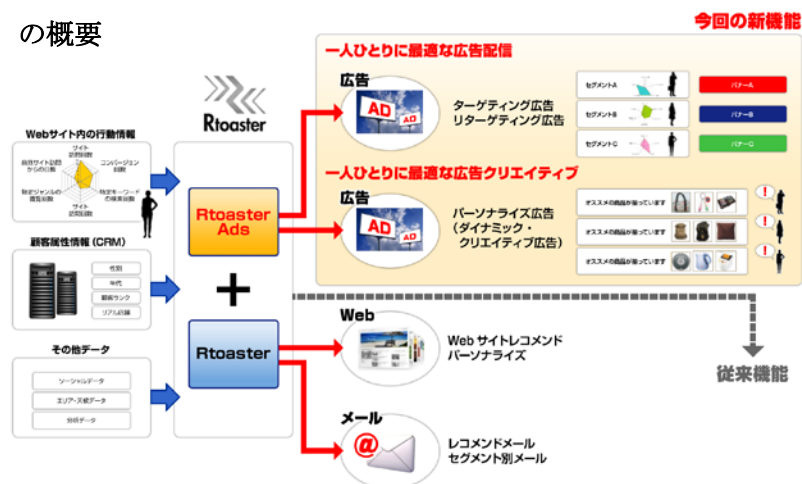 の概要
今回の新機能
一人ひとりに最適な広告配信
広告
AD
AD
ターゲティング広告
リターゲティング広告
セグメントA
バナーA
セグメントB
バナーB
セグメントC
バナーC
一人ひとりに最適な広告クリエイティブ
広告
AD
AD
パーソナライズ広告
(ダイナミック・
クリエイティブ広告)
オススメの商品が揃っています
!
オススメの商品が揃っています
!
オススメの商品が揃っています
!
Rtoaster
Rtoaster
Ads
+
Rtoaster
Webサイト内の行動情報
サイト
訪問回数
前回サイト訪問
からの日数
コンバージョン
回数
特定ジャンルの
閲覧回数
特定キーワード
の検索回数
サイト
訪問回数
顧客属性情報(CRM)
性別
年代
顧客ランク
リアル店舗
その他データ
ソーシャルデータ
エリア・天候データ
分析データ
Web
Webサイトレコメンド
パーソナライズ
従来機能
メール
@
レコメンドメール
セグメント別メール